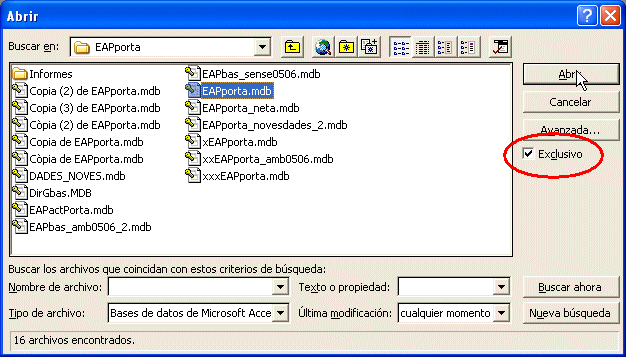 Abrir
Buscar en: EAPporta
Informes
Copia (2) de EAPporta.mdb
Copia (3) de EAPporta.mdb
Còpia (2) de EAPporta.mdb
Copia de EAPporta.mdb
Còpia de EAPporta.mdb
DADES_NOVES.mdb
DirGbas.MDB
EAPactPorta.mdb
EAPbas_amb0506_2.mdb
EAPbas_sense0506.mdb
EAPporta.mdb
EAPporta_neta.mdb
EAPporta_novesdades_2.mdb
xEAPporta.mdb
xxEAPporta_amb0506.mdb
xxxEAPporta.mdb
Abrir
Cancelar
Avanzada...
Exclusivo
Buscar los archivos que coincidan con estos criterios de búsqueda:
Nombre de archivo: Texto o propiedad: Buscar ahora
Tipo de archivo: Bases de datos de Microsoft Acce Última modificación: cualquier momento Nueva búsqueda
16 archivos encontrados.